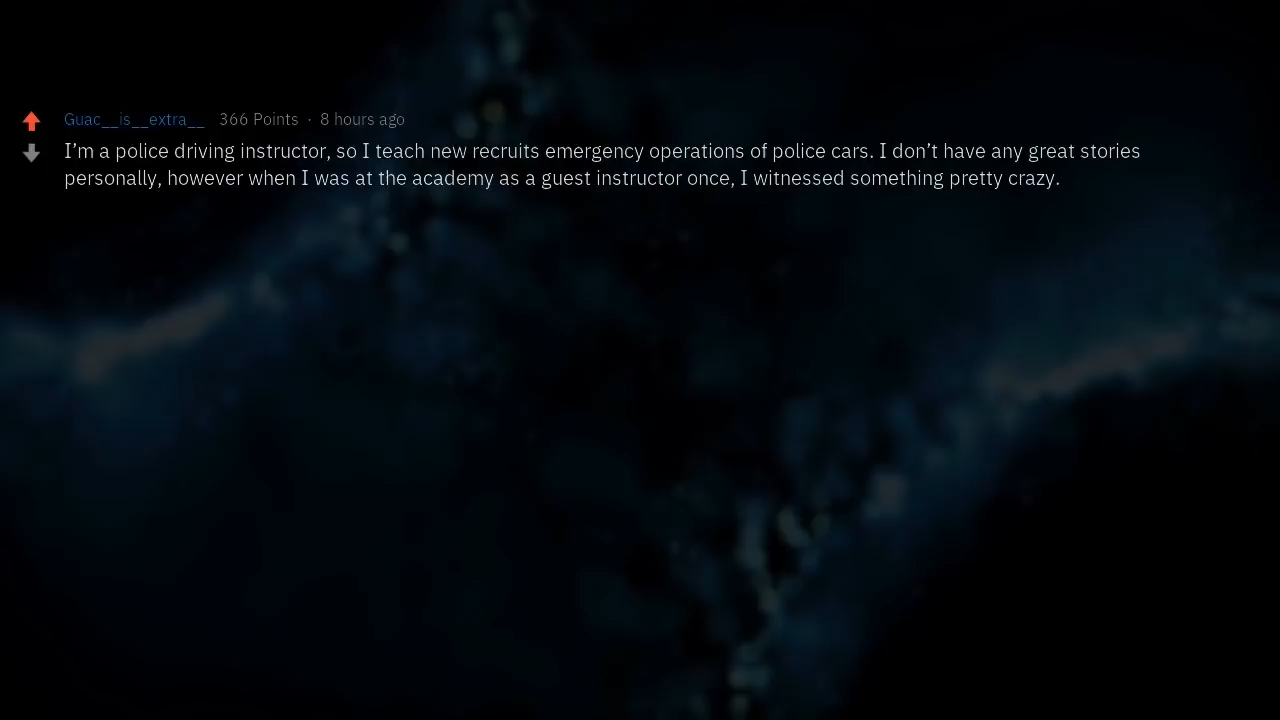 Guac__is__extra__ 366 Points · 8 hours ago
I’m a police driving instructor, so I teach new recruits emergency operations of police cars. I don’t have any great stories
personally, however when I was at the academy as a guest instructor once, I witnessed something pretty crazy.